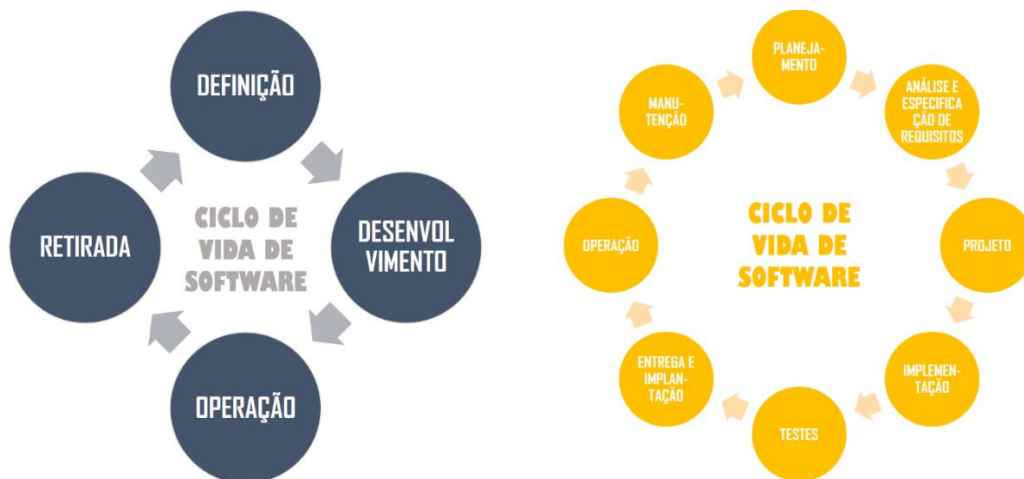 DEFINIÇÃO
DESENVOL
VIMENTO
OPERAÇÃO
RETIRADA
CICLO DE
VIDA DE
SOFTWARE
PLANEJA-
MENTO
ANÁLISE E
ESPECIFICA
ÇÃO DE
REQUISITOS
PROJETO
IMPLEMEN-
TAÇÃO
TESTES
ENTREGA E
IMPLAN-
TAÇÃO
OPERAÇÃO
MANU-
TENÇÃO
CICLO DE
VIDA DE
SOFTWARE